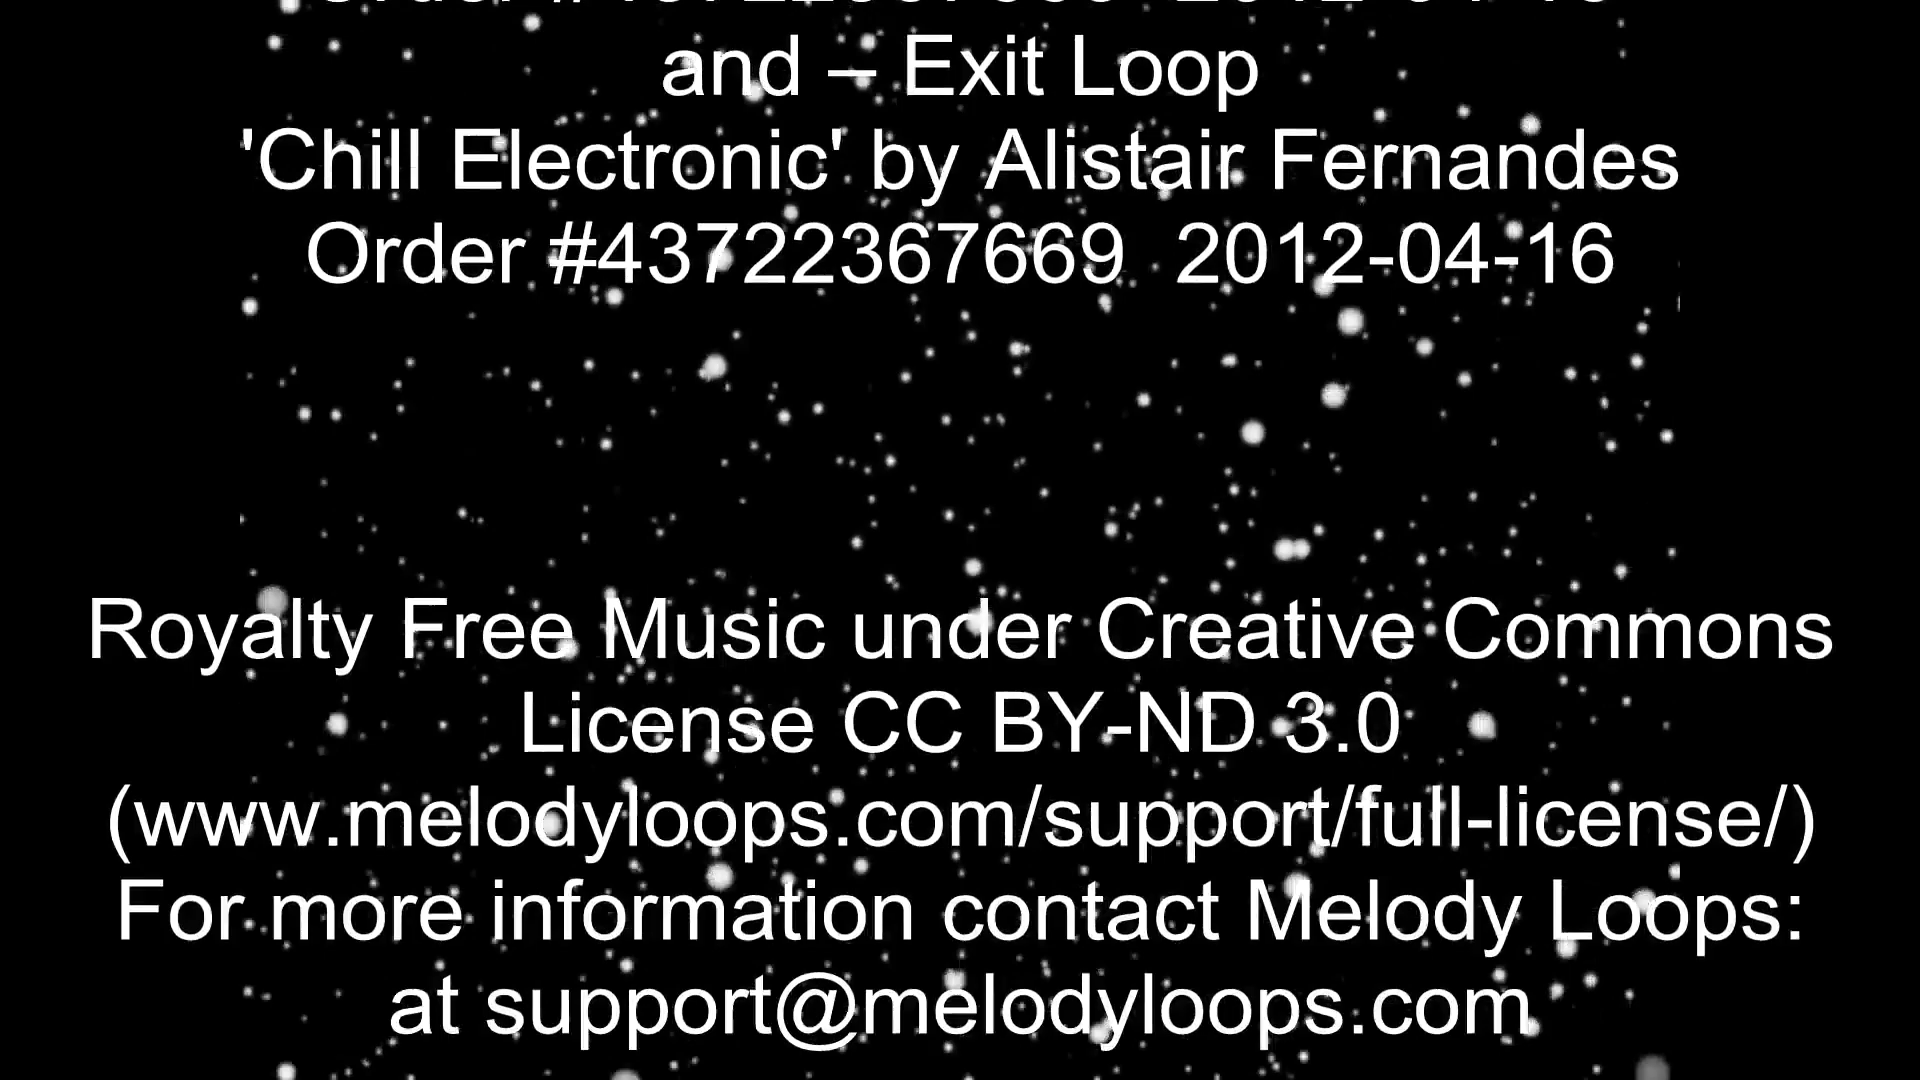 and – Exit Loop
'Chill Electronic' by Alistair Fernandes
Order #43722367669  2012-04-16
Royalty Free Music under Creative Commons
License CC BY-ND 3.0
(www.melodyloops.com/support/full-license/)
For more information contact Melody Loops:
at support@melodyloops.com